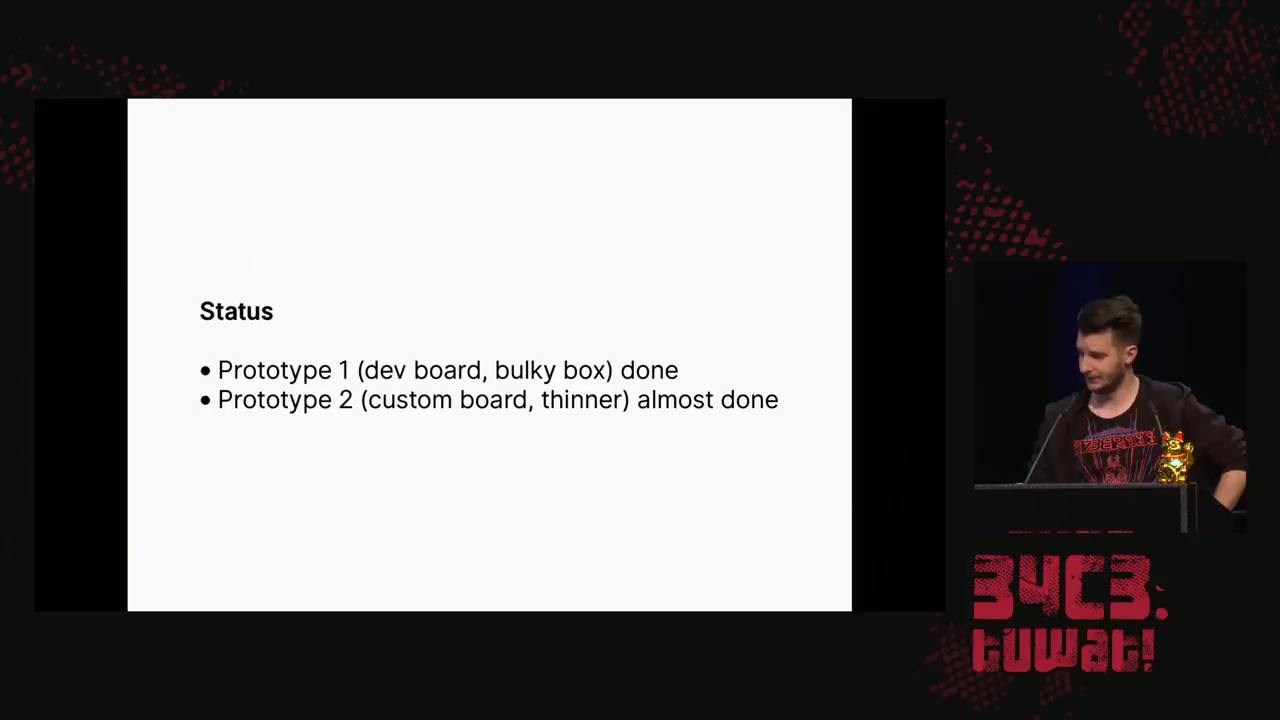 Status
• Prototype 1 (dev board, bulky box) done
• Prototype 2 (custom board, thinner) almost done
34C3.
tuwat!